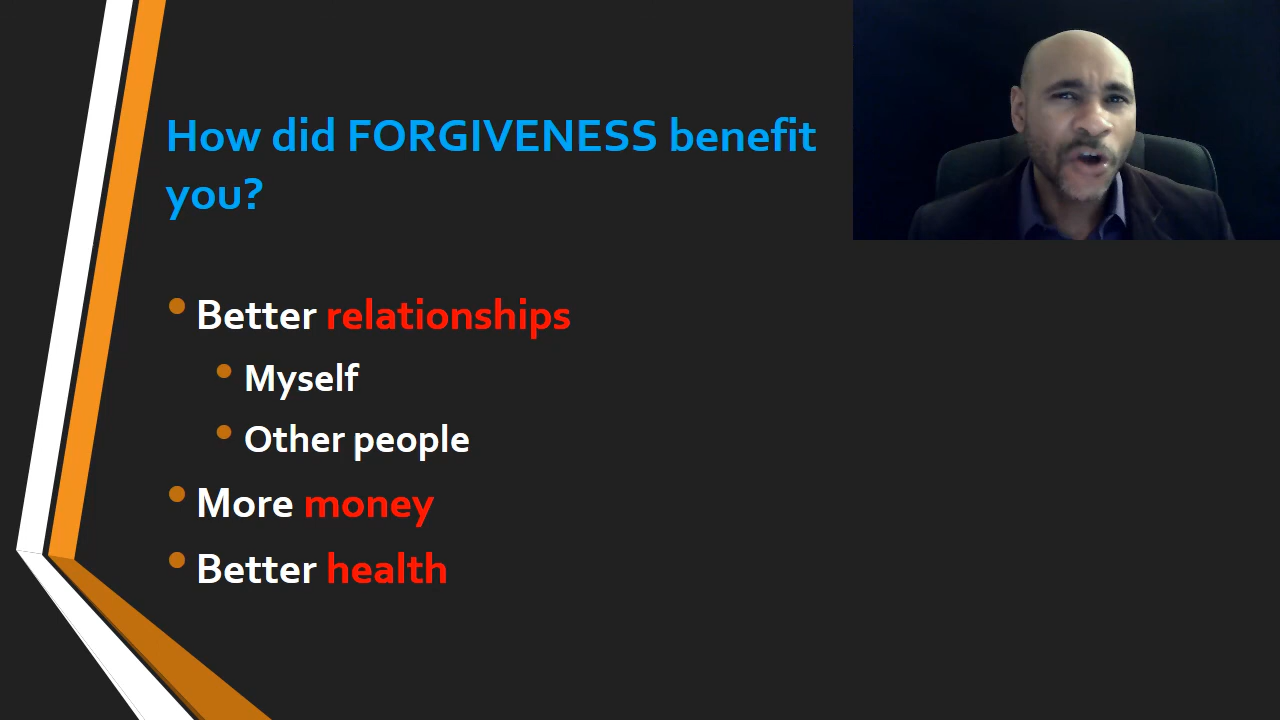 How did FORGIVENESS benefit
you?
Better relationships
Myself
Other people
More money
Better health